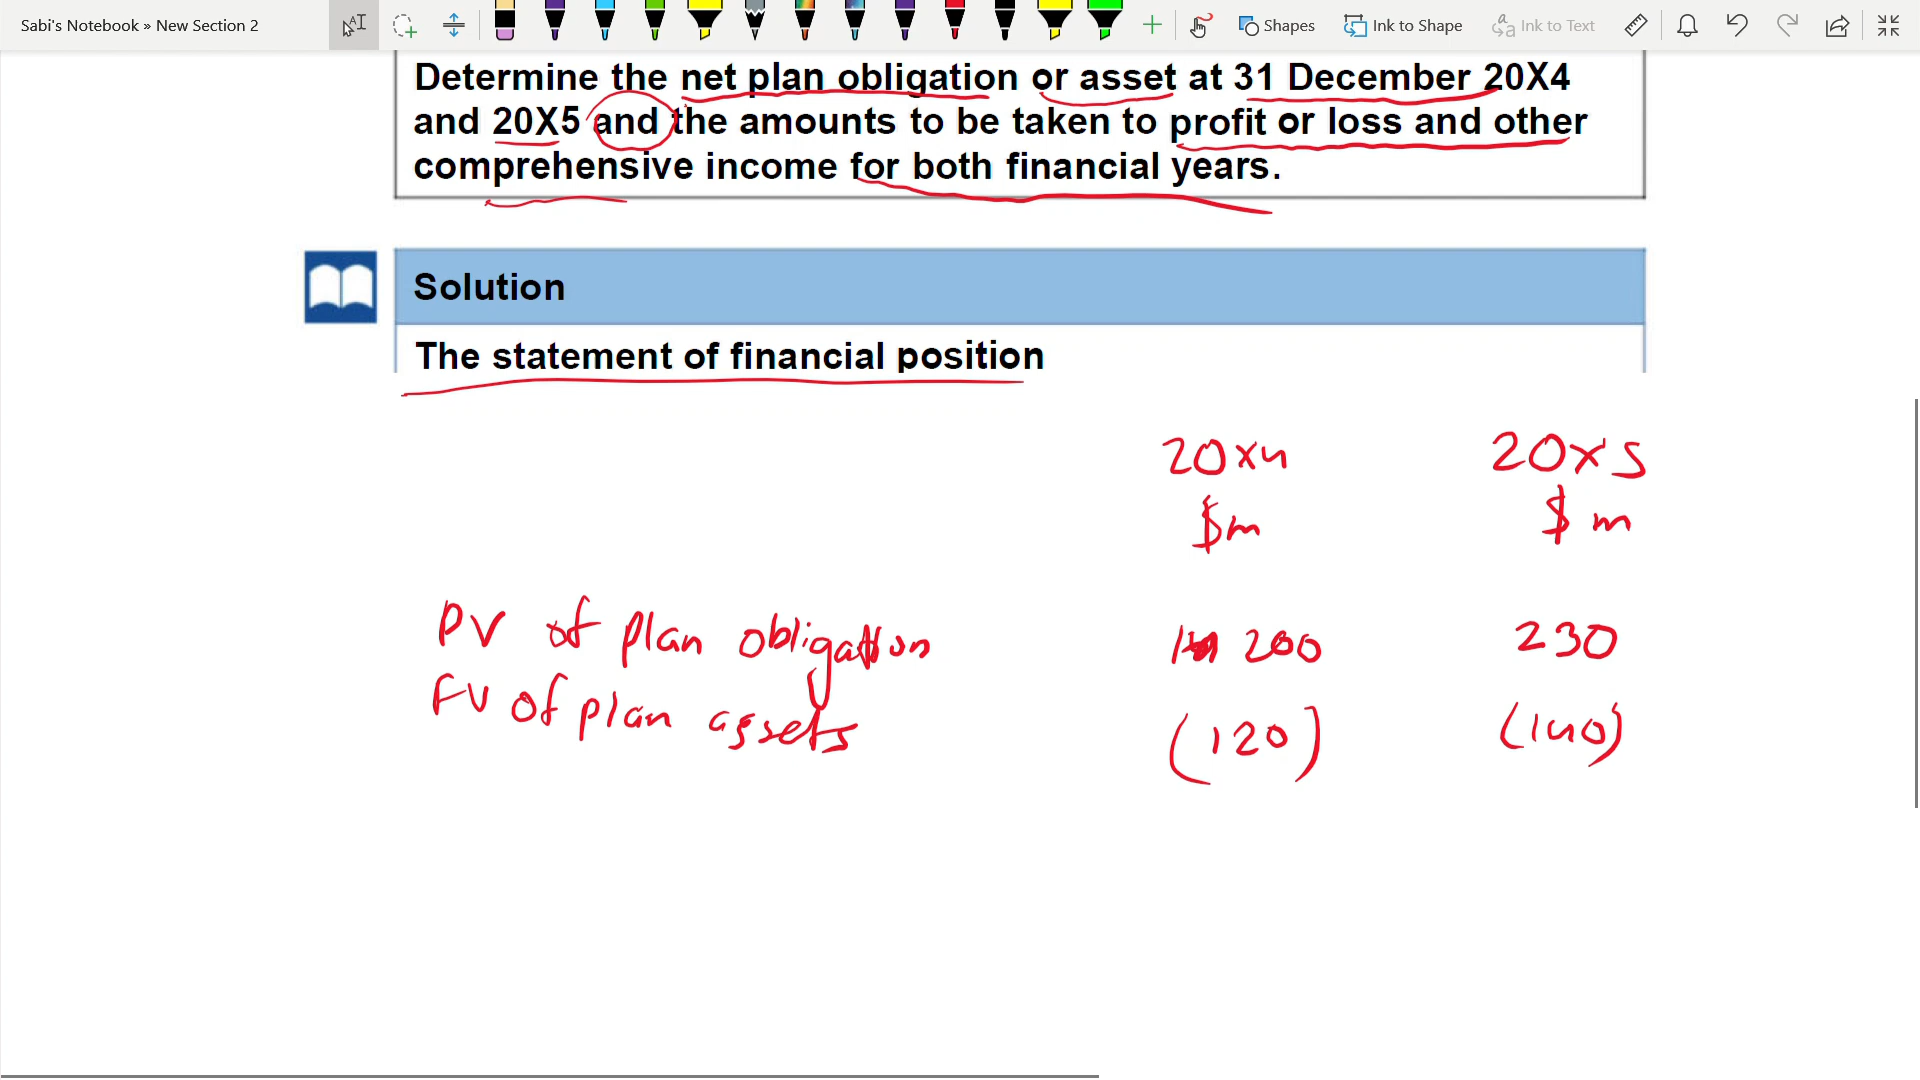 Sabi's Notebook » New Section 2
Shapes
Ink to Shape
Ink to Text
Determine the net plan obligation or asset at 31 December 20X4
and 20X5 and the amounts to be taken to profit or loss and other
comprehensive income for both financial years.
Solution
The statement of financial position
20X4 20X5
$m $m
PV of plan obligation 200 230
FV of plan assets (120) (140)